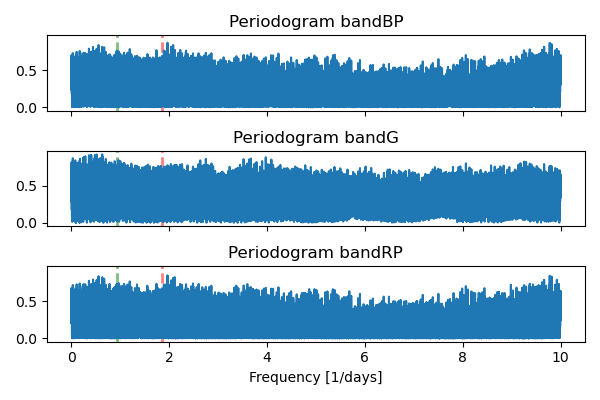 Periodogram bandBP
0.5
0.0
Periodogram bandG
0.5
0.0
Periodogram bandRP
0.5
0.0
0 2 4 6 8 10
Frequency [1/days]